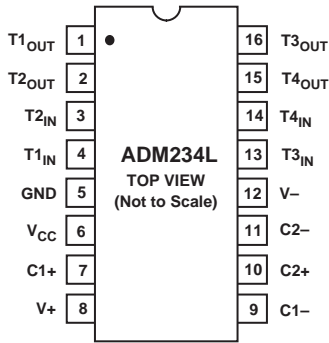 T1OUT 1 16 T3OUT
T2OUT 2 15 T4OUT
T2IN 3 14 T4IN
T1IN 4 ADM234L 13 T3IN
GND 5 TOP VIEW 12 V–
(Not to Scale)
VCC 6 11 C2–
C1+ 7 10 C2+
V+ 8 9 C1–